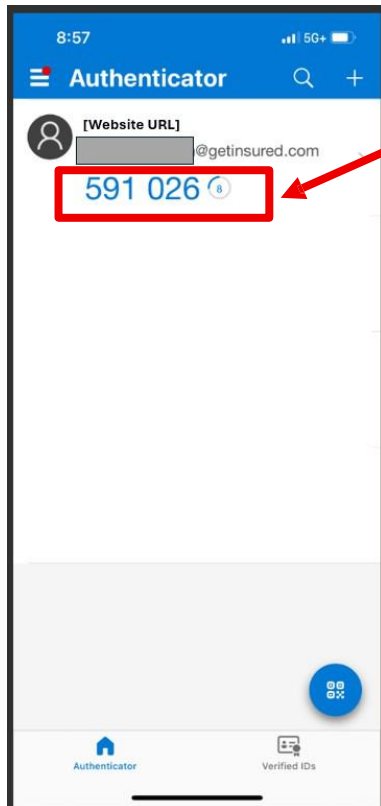 8:57 5G+
Authenticator
[Website URL]
@getinsured.com
591 026 8
Authenticator Verified IDs